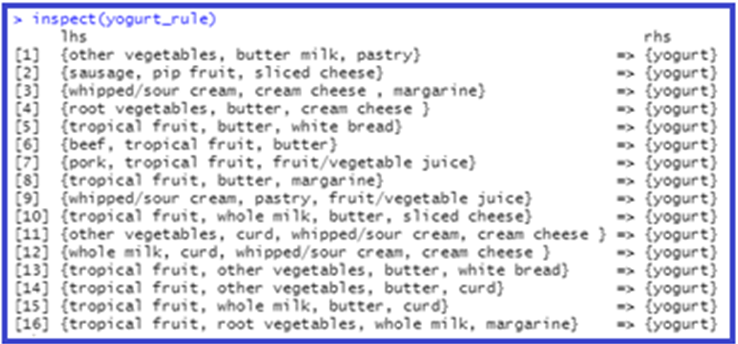 > inspect(yogurt_rule)
lhs rhs
[1] {other vegetables, butter milk, pastry} => {yogurt}
[2] {sausage, pip fruit, sliced cheese} => {yogurt}
[3] {whipped/sour cream, cream cheese , margarine} => {yogurt}
[4] {root vegetables, butter, cream cheese } => {yogurt}
[5] {tropical fruit, butter, white bread} => {yogurt}
[6] {beef, tropical fruit, butter} => {yogurt}
[7] {pork, tropical fruit, fruit/vegetable juice} => {yogurt}
[8] {tropical fruit, butter, margarine} => {yogurt}
[9] {whipped/sour cream, pastry, fruit/vegetable juice} => {yogurt}
[10] {tropical fruit, whole milk, butter, sliced cheese} => {yogurt}
[11] {other vegetables, curd, whipped/sour cream, cream cheese } => {yogurt}
[12] {whole milk, curd, whipped/sour cream, cream cheese } => {yogurt}
[13] {tropical fruit, other vegetables, butter, white bread} => {yogurt}
[14] {tropical fruit, other vegetables, butter, curd} => {yogurt}
[15] {tropical fruit, whole milk, butter, curd} => {yogurt}
[16] {tropical fruit, root vegetables, whole milk, margarine} => {yogurt}